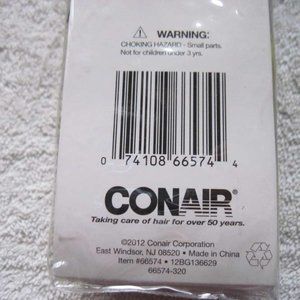 ⚠ WARNING:
CHOKING HAZARD - Small parts.
Not for children under 3 yrs.
0 74108 66574 4
CONAIR®
Taking care of hair for over 50 years.
©2012 Conair Corporation
East Windsor, NJ 08520 • Made in China
Item #66574 • 12BG136629
66574-320